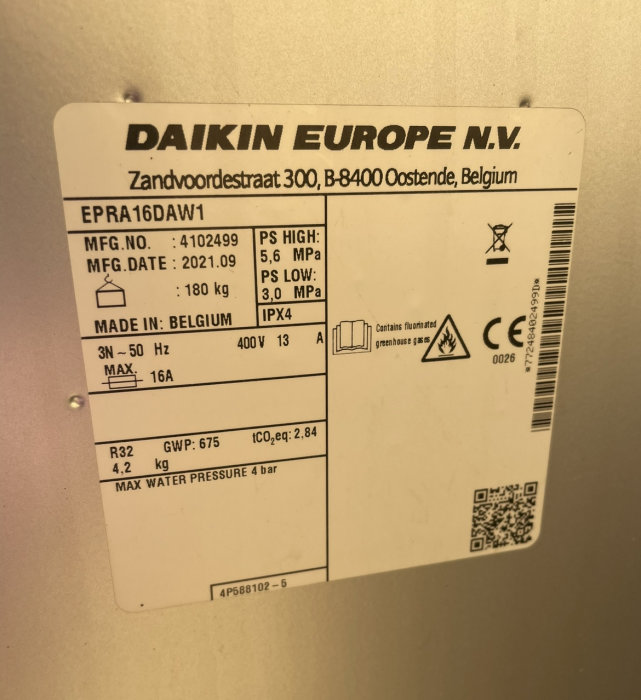 DAIKIN EUROPE N.V.
Zandvoordestraat 300, B-8400 Oostende, Belgium
EPRA16DAW1
MFG.NO. : 4102499
MFG.DATE : 2021.09
: 180 kg
MADE IN: BELGIUM
PS HIGH:
5,6 MPa
PS LOW:
3,0 MPa
IPX4
3N~50 Hz 400V 13 A
MAX. 16A
R32 GWP: 675 tCO₂eq: 2,84
4,2 kg
MAX WATER PRESSURE 4 bar
4P588102-5
Contains fluorinated
greenhouse gases
CE
0026
*77248402499D*